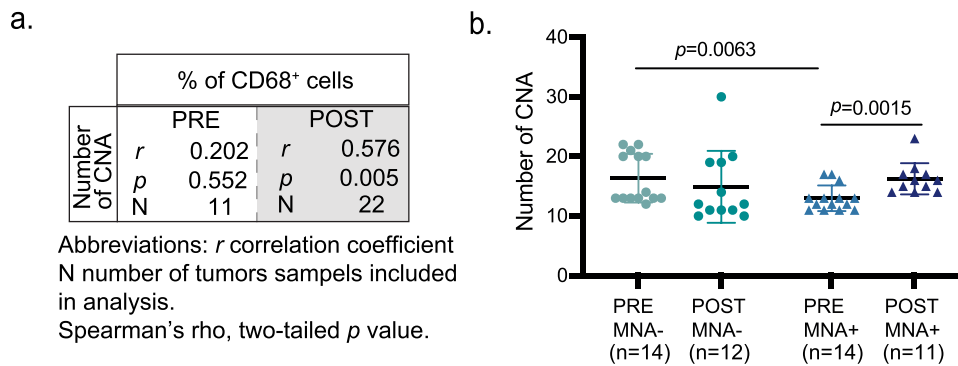 a.
% of CD68+ cells
Number of CNA
PRE POST
r 0.202 r 0.576
p 0.552 p 0.005
N 11 N 22
Abbreviations: r correlation coefficient
N number of tumors sampels included
in analysis.
Spearman's rho, two-tailed p value.
b.
Number of CNA
40
30
20
10
0
p=0.0063
p=0.0015
PRE POST PRE POST
MNA- MNA- MNA+ MNA+
(n=14) (n=12) (n=14) (n=11)